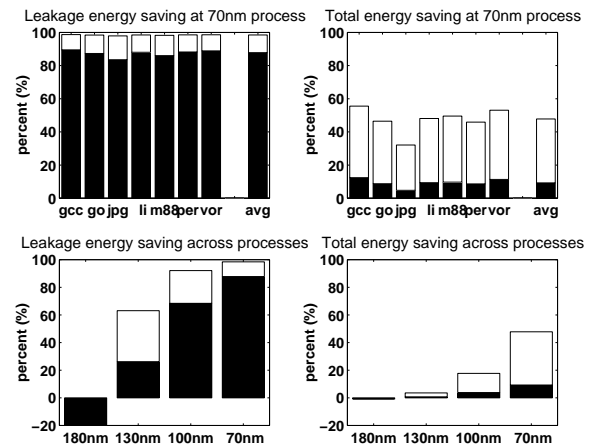 Leakage energy saving at 70nm process
percent (%)
100
80
60
40
20
0
gcc go jpg li m88 per vor avg
Total energy saving at 70nm process
percent (%)
100
80
60
40
20
0
gcc go jpg li m88 per vor avg
Leakage energy saving across processes
percent (%)
100
80
60
40
20
0
−20
180nm 130nm 100nm 70nm
Total energy saving across processes
percent (%)
100
80
60
40
20
0
−20
180nm 130nm 100nm 70nm